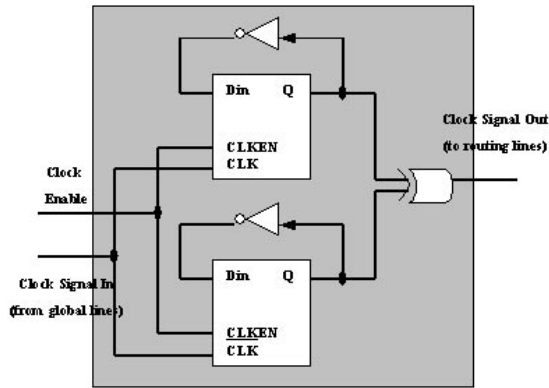 Din Q
CLKEN
CLK
Clock Signal Out
(to routing lines)
Clock
Enable
Din Q
CLKEN
CLK
Clock Signal In
(from global lines)